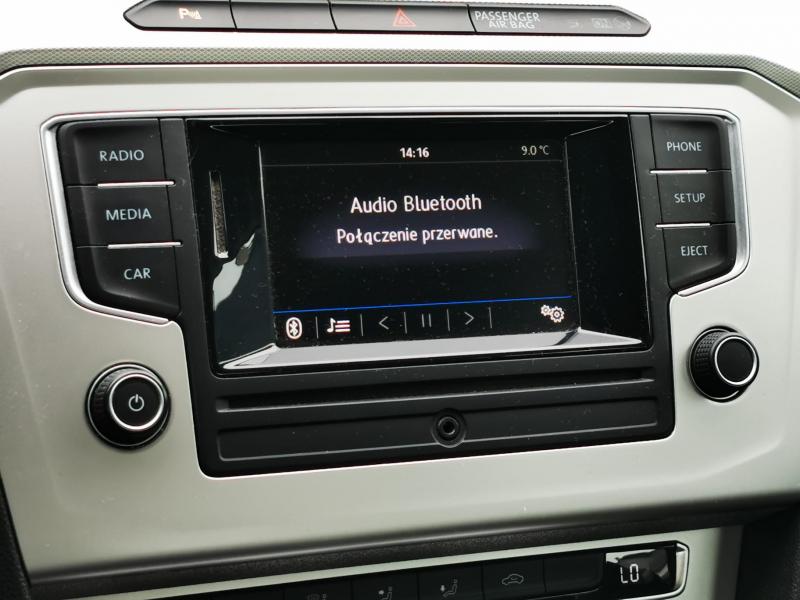 P
PASSENGER
AIR BAG
14:16
9.0 °C
RADIO
MEDIA
CAR
Audio Bluetooth
Połączenie przerwane.
PHONE
SETUP
EJECT
LO